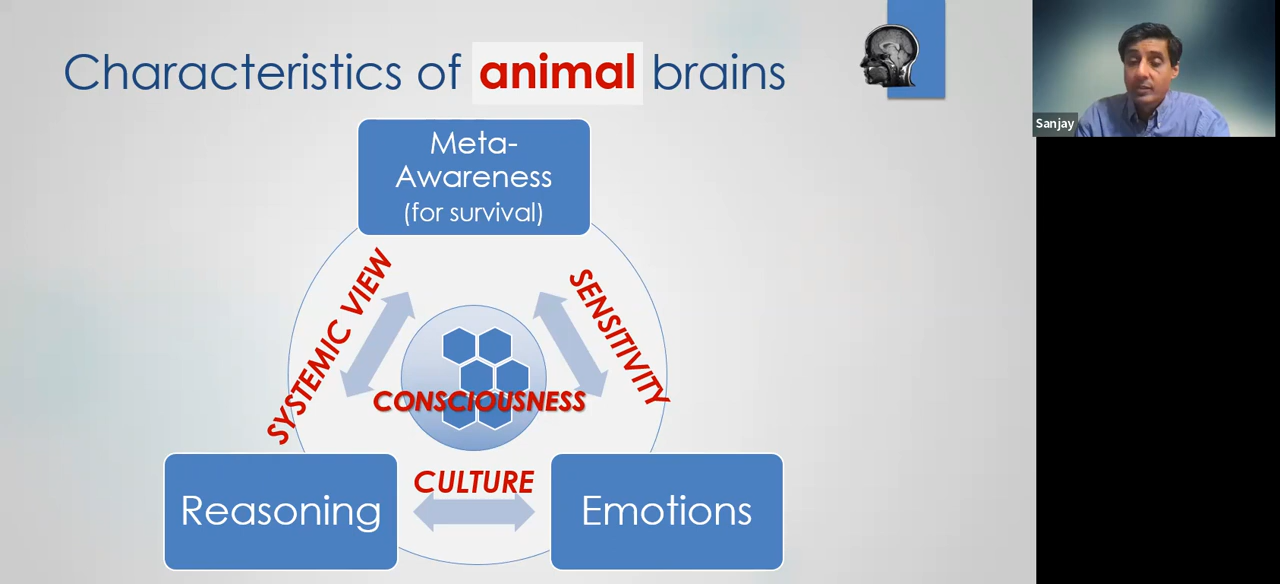 Characteristics of animal brains
Sanjay
Meta-
Awareness
(for survival)
SYSTEMIC VIEW
SENSITIVITY
CONSCIOUSNESS
CULTURE
Reasoning
Emotions